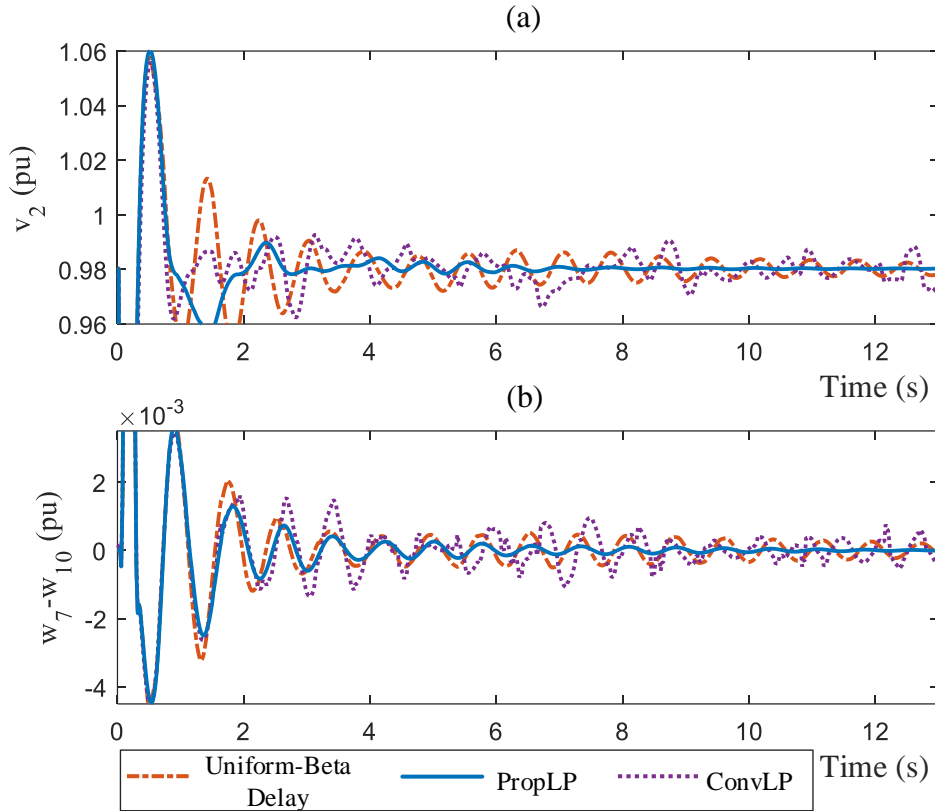 (a)
v2 (pu)
1.06
1.04
1.02
1
0.98
0.96
0 2 4 6 8 10 12
Time (s)
(b)
×10-3
w7-w10 (pu)
2
0
-2
-4
0 2 4 6 8 10 12
Time (s)
Uniform-Beta
Delay
PropLP
ConvLP